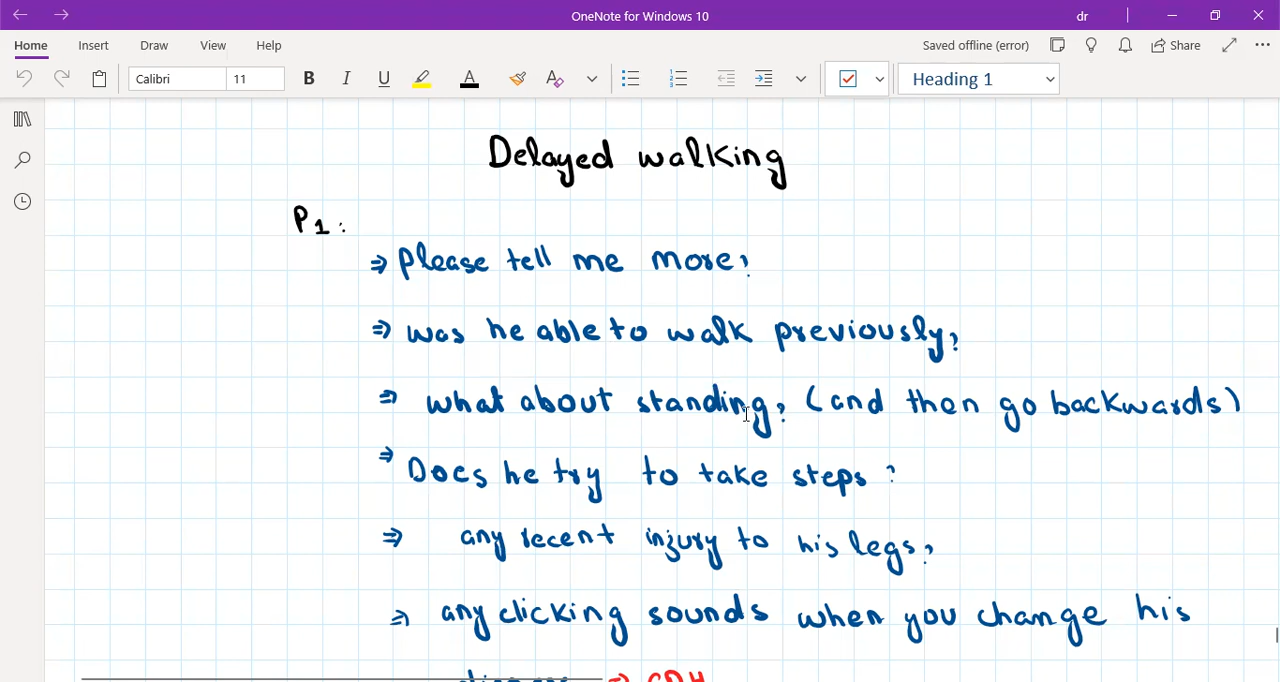 OneNote for Windows 10
dr
Home Insert Draw View Help
Saved offline (error)
Share
Calibri
11
B I U A A
Heading 1
Delayed walking
P1:
⇒ please tell me more?
⇒ was he able to walk previously?
⇒ what about standing? (and then go backwards)
⇒ Does he try to take steps?
⇒ any recent injury to his legs?
⇒ any clicking sounds when you change his
⇒ CDH